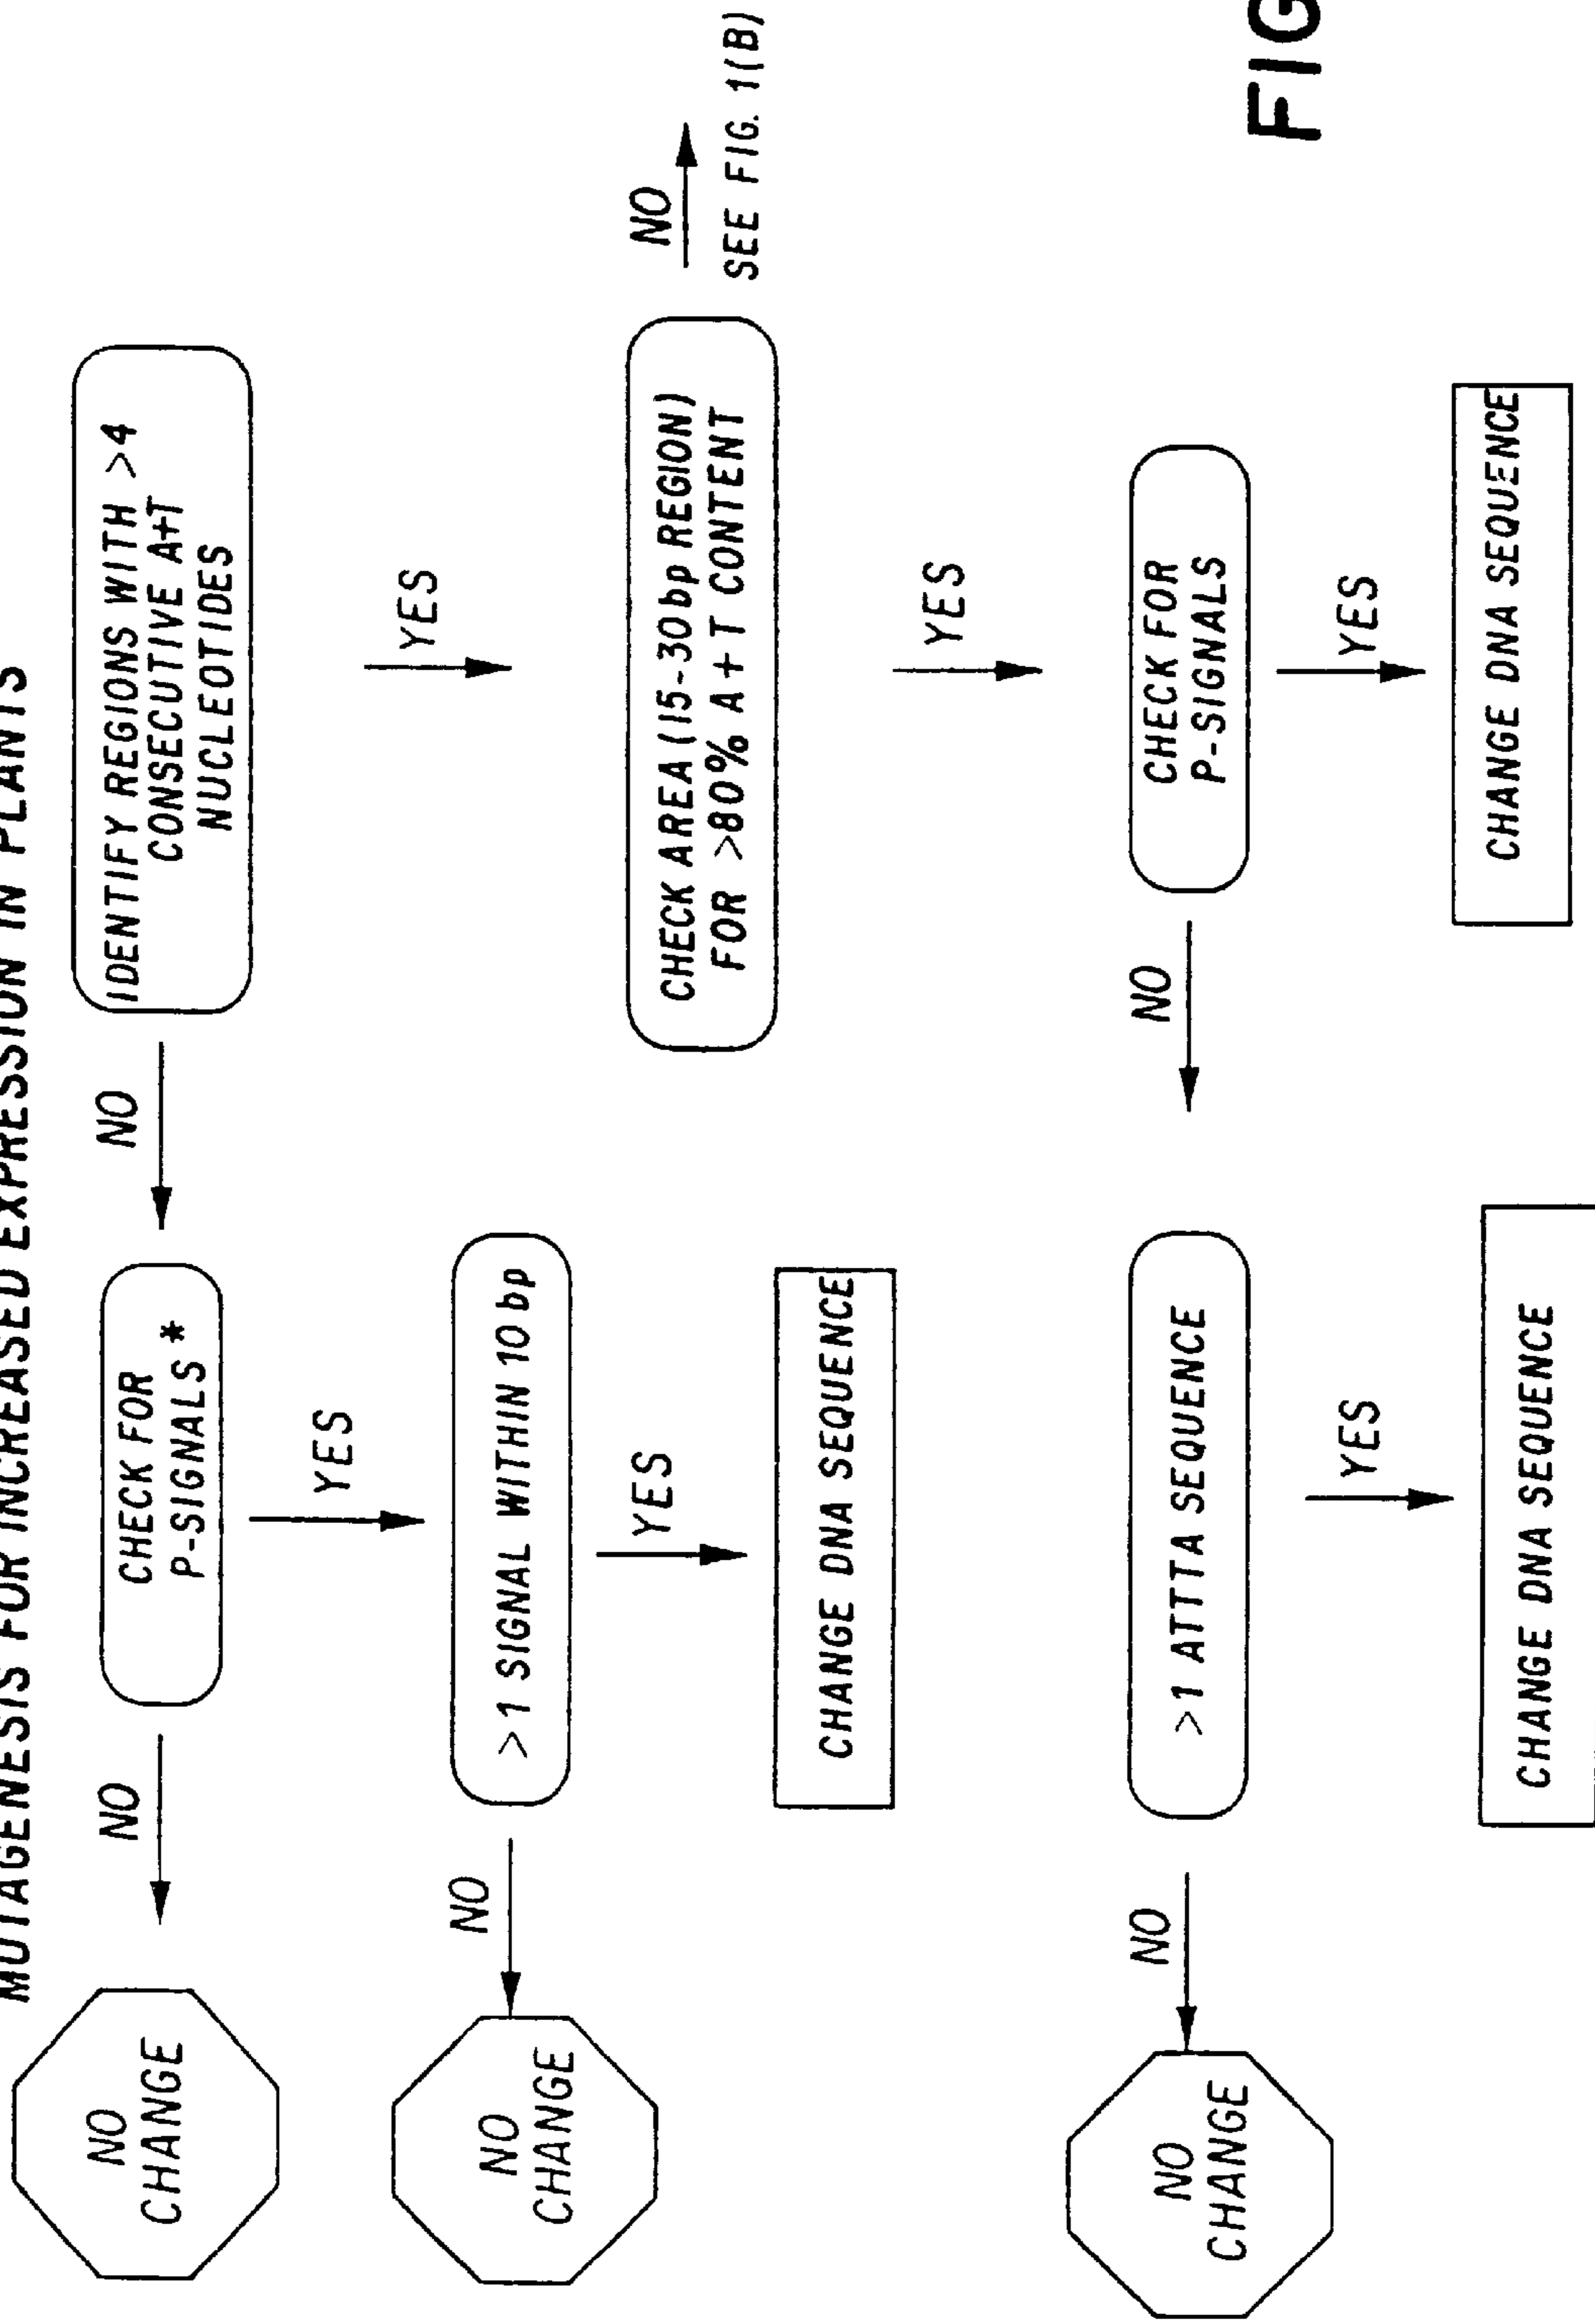 MUTAGENESIS FOR INCREASED EXPRESSION IN PLANTS
NO
CHANGE
NO
CHECK FOR
P-SIGNALS *
NO
IDENTIFY REGIONS WITH >4
CONSECUTIVE A+T
NUCLEOTIDES
YES
YES
NO
CHANGE
NO
>1 SIGNAL WITHIN 10 bp
YES
CHANGE DNA SEQUENCE
CHECK AREA (15-30 bp REGION)
FOR >80% A+T CONTENT
NO
SEE FIG. 1(B)
YES
NO
CHANGE
NO
>1 ATTTA SEQUENCE
NO
CHECK FOR
P-SIGNALS
YES
YES
CHANGE DNA SEQUENCE
CHANGE DNA SEQUENCE
FIG